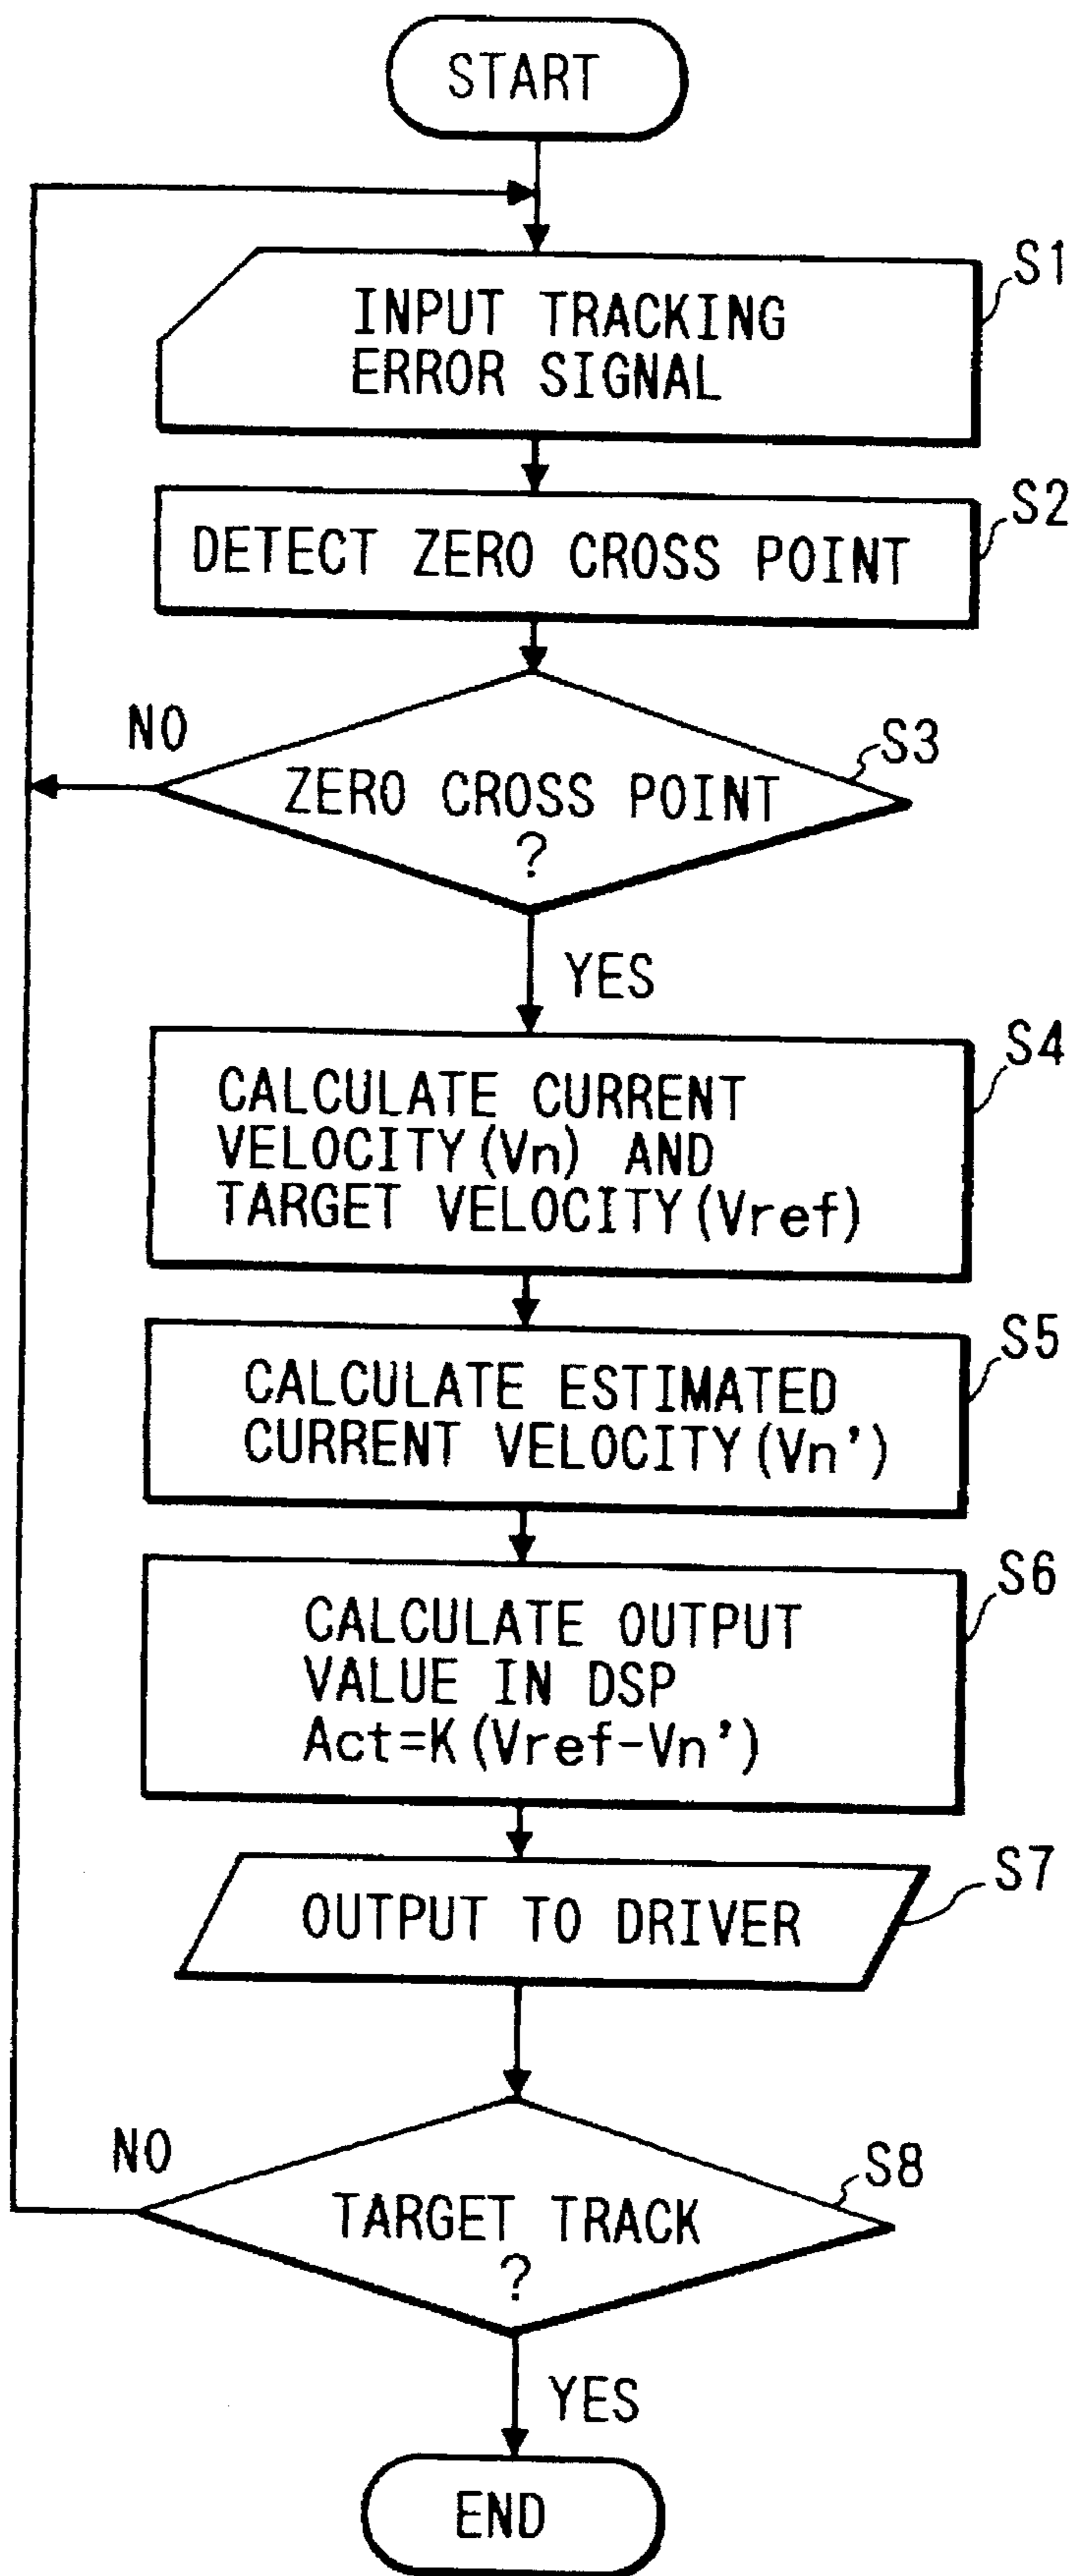 START
S1
INPUT TRACKING
ERROR SIGNAL
S2
DETECT ZERO CROSS POINT
NO
S3
ZERO CROSS POINT
?
YES
S4
CALCULATE CURRENT
VELOCITY(Vn) AND
TARGET VELOCITY(Vref)
S5
CALCULATE ESTIMATED
CURRENT VELOCITY(Vn')
S6
CALCULATE OUTPUT
VALUE IN DSP
Act=K(Vref-Vn')
S7
OUTPUT TO DRIVER
NO
S8
TARGET TRACK
?
YES
END